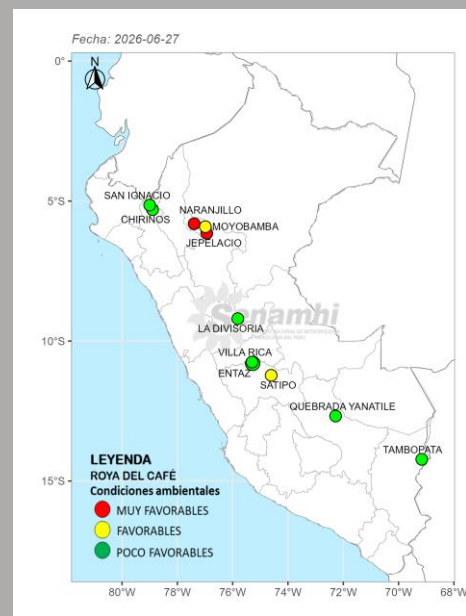 Fecha: 2026-06-27
N
0°
5°S
10°S
15°S
SAN IGNACIO
CHIRINOS
NARANJILLO
MOYOBAMBA
JEPELACIO
Senamhi
LA DIVISORIA
VILLA RICA
ENTAZ
SATIPO
QUEBRADA YANATILE
TAMBOPATA
LEYENDA
ROYA DEL CAFÉ
Condiciones ambientales
MUY FAVORABLES
FAVORABLES
POCO FAVORABLES
80°W 78°W 76°W 74°W 72°W 70°W 68°W